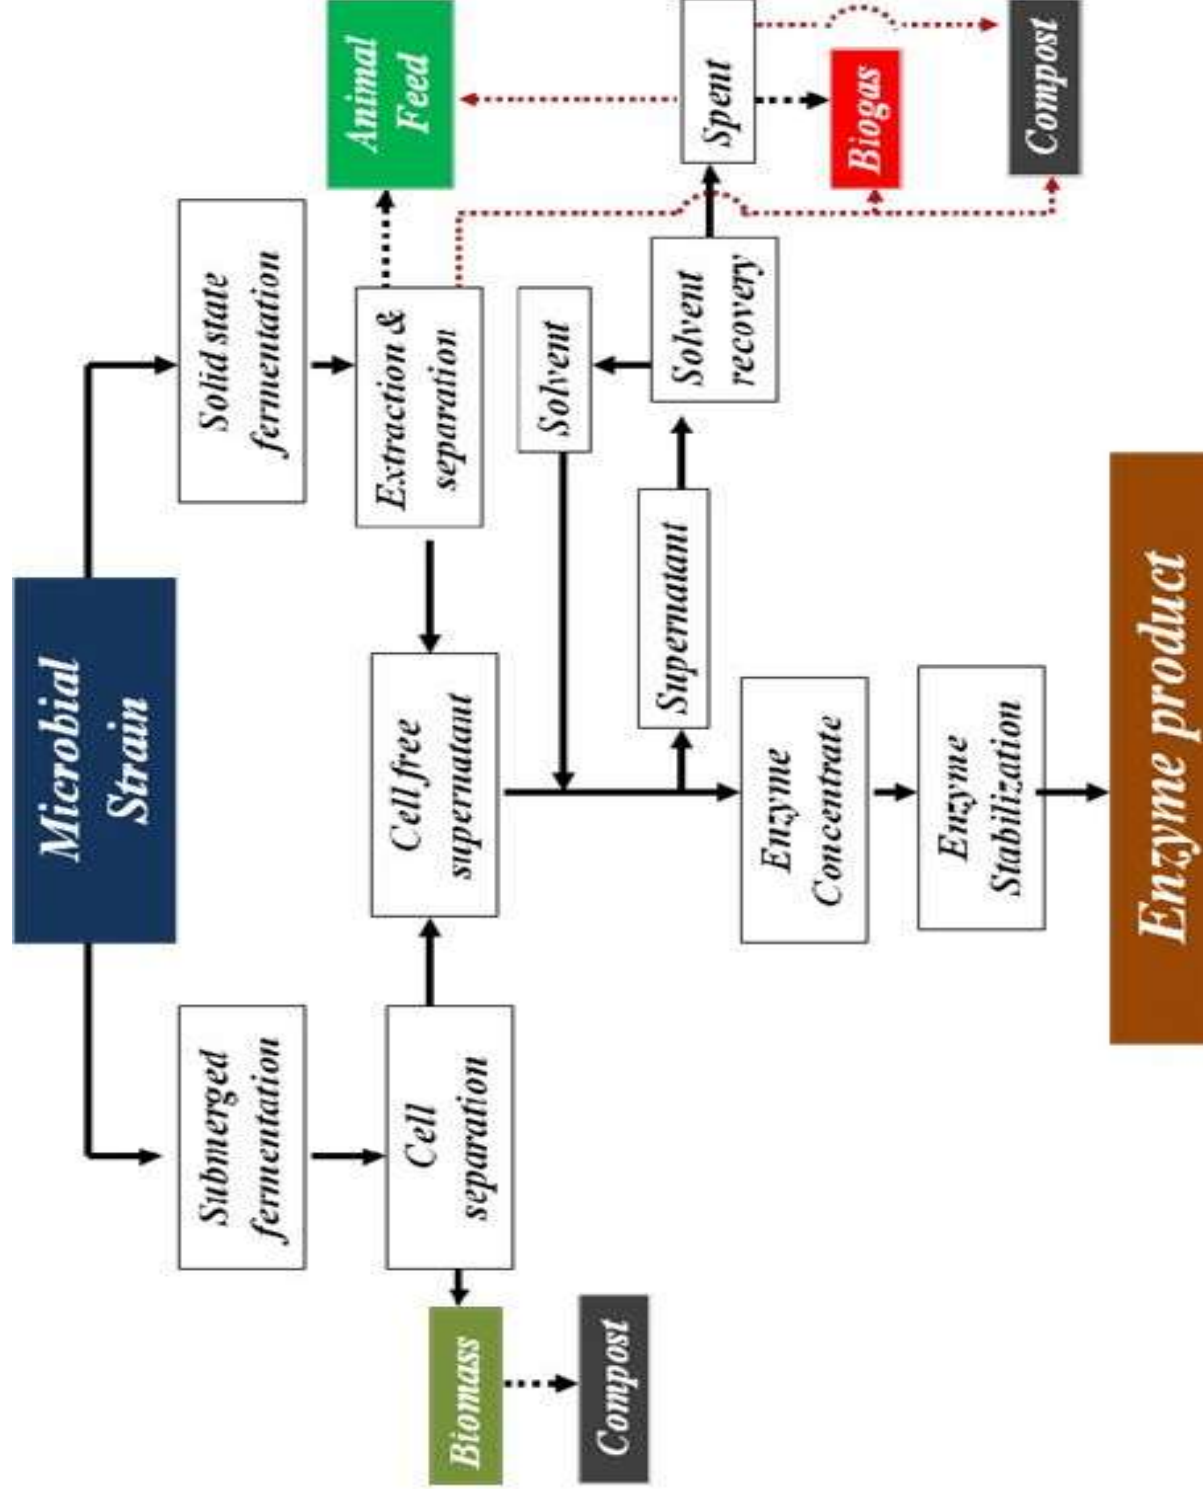 Microbial
Strain
Submerged
fermentation
Solid state
fermentation
Cell
separation
Cell free
supernatant
Extraction &
separation
Animal
Feed
Biomass
Compost
Solvent
Supernatant
Solvent
recovery
Spent
Biogas
Compost
Enzyme
Concentrate
Enzyme
Stabilization
Enzyme product